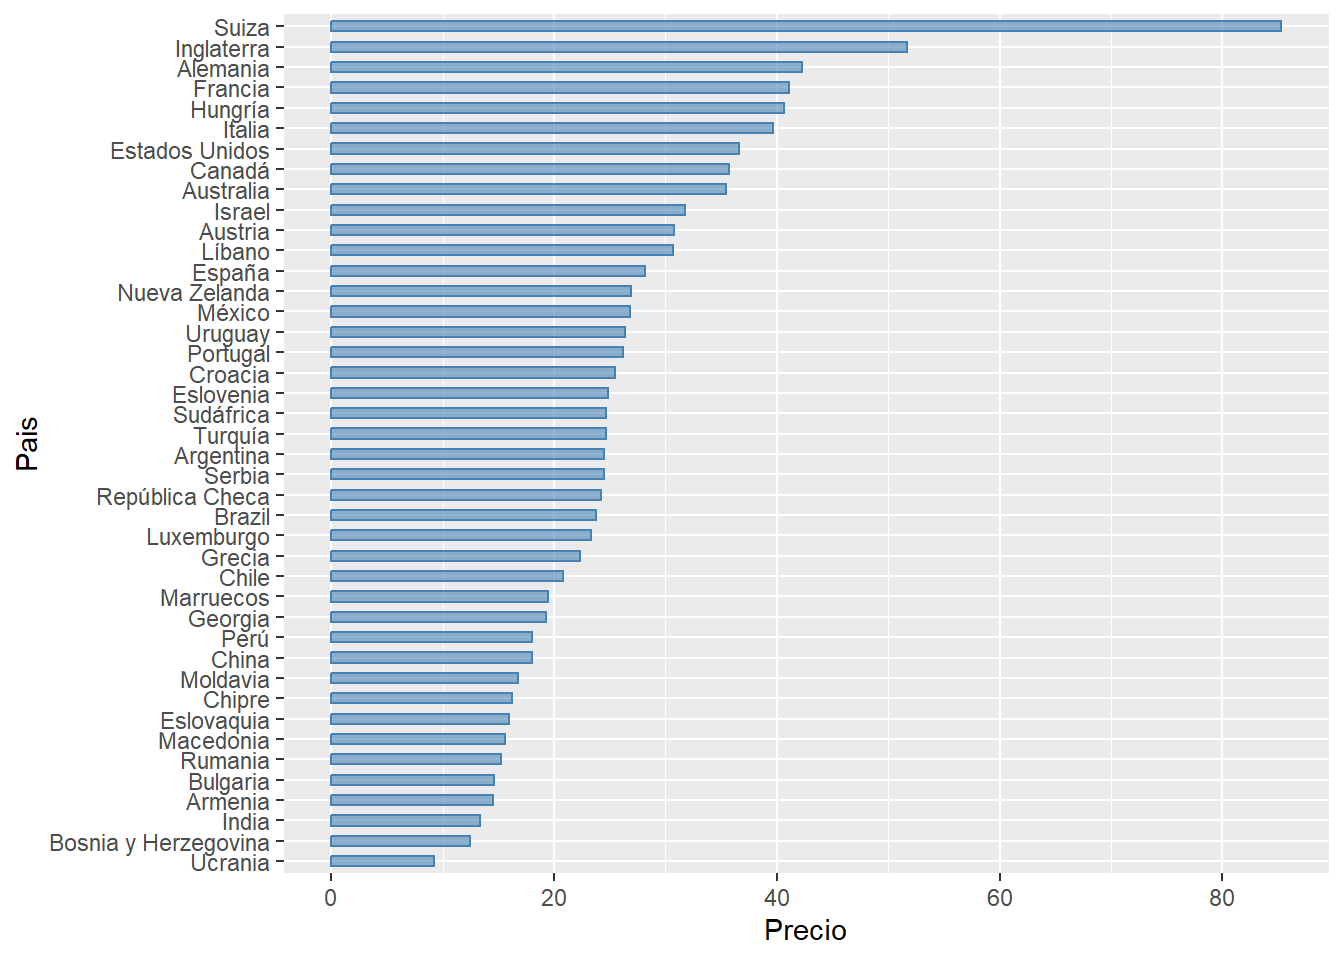 Suiza
Inglaterra
Alemania
Francia
Hungría
Italia
Estados Unidos
Canadá
Australia
Israel
Austria
Líbano
España
Nueva Zelanda
México
Uruguay
Portugal
Croacia
Eslovenia
Sudáfrica
Turquía
Argentina
Serbia
República Checa
Brazil
Luxemburgo
Grecia
Chile
Marruecos
Georgia
Perú
China
Moldavia
Chipre
Eslovaquia
Macedonia
Rumania
Bulgaria
Armenia
India
Bosnia y Herzegovina
Ucrania
Pais
0 20 40 60 80
Precio